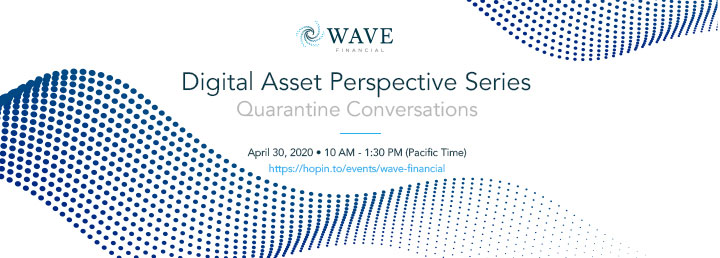 WAVE
FINANCIAL
Digital Asset Perspective Series
Quarantine Conversations
April 30, 2020 • 10 AM - 1:30 PM (Pacific Time)
https://hopin.to/events/wave-financial